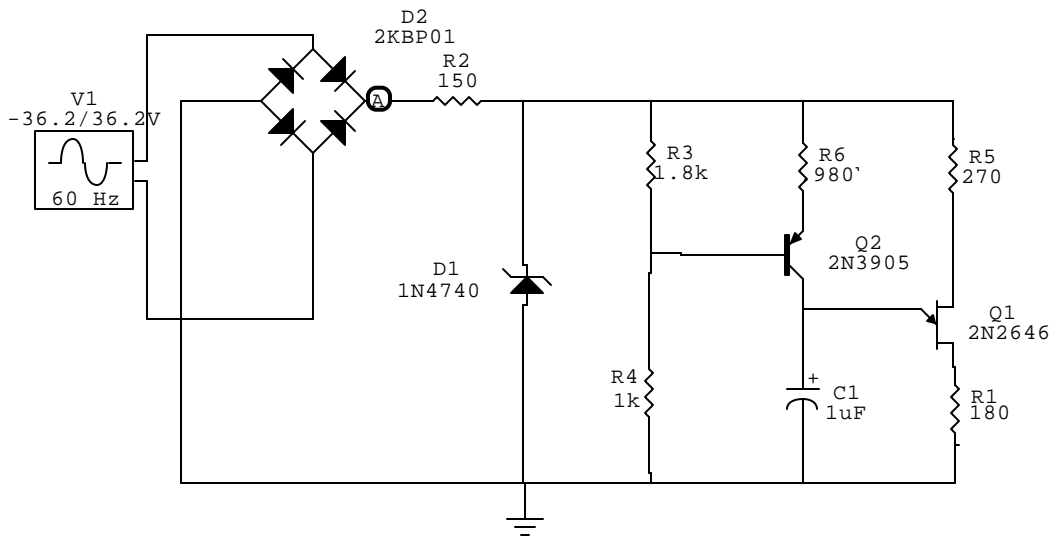 D2
2KBP01
R2
150
A
V1
-36.2/36.2V
60 Hz
R3
1.8k
R6
980
R5
270
D1
1N4740
Q2
2N3905
Q1
2N2646
R4
1k
+
C1
1uF
R1
180